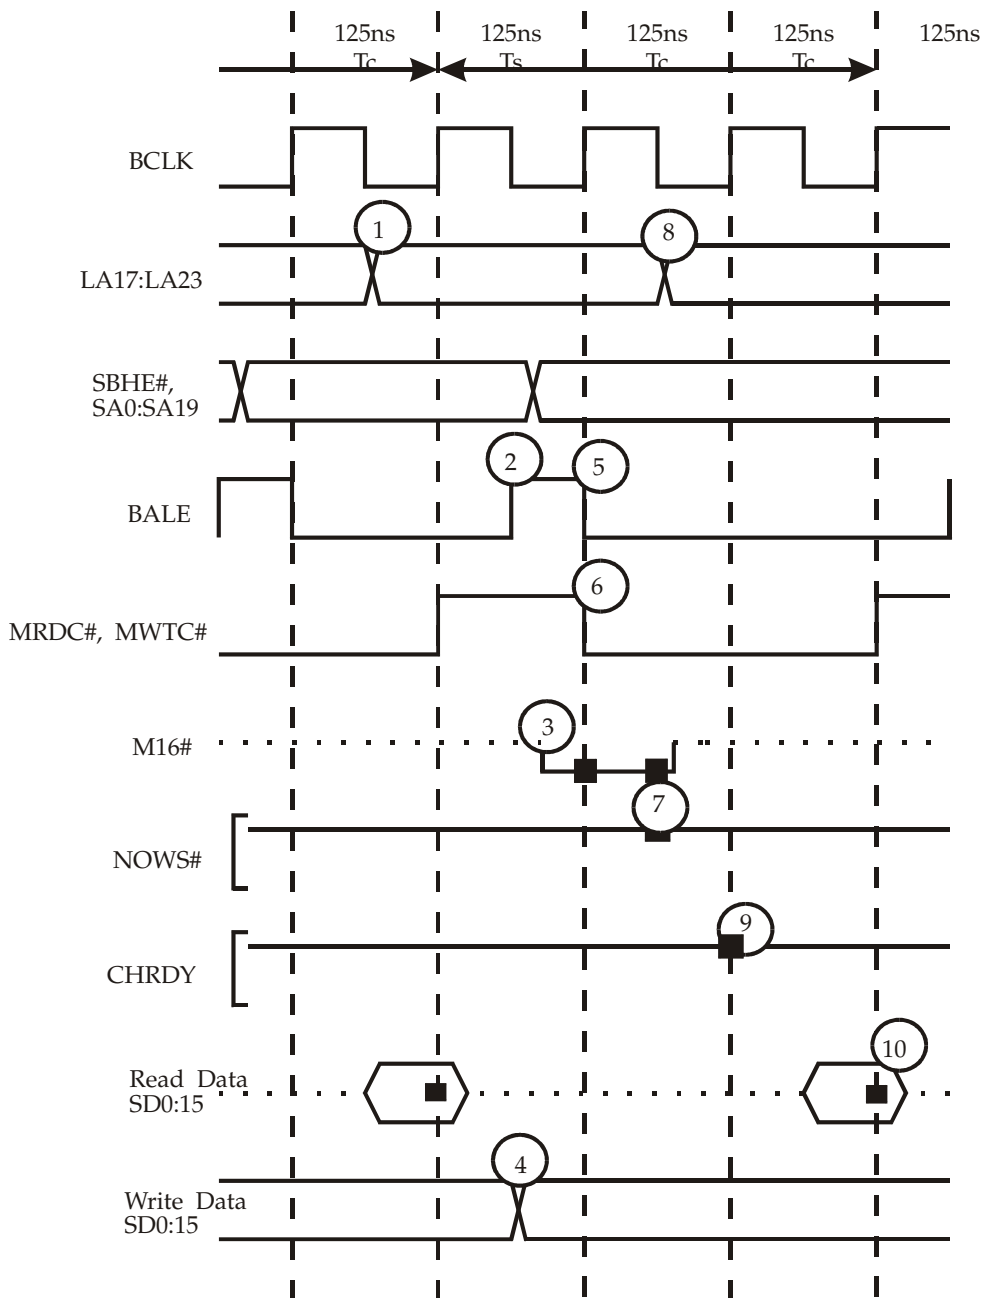 125ns 125ns 125ns 125ns 125ns
Tc Ts Tc Tc
BCLK
1 8
LA17:LA23
SBHE#,
SA0:SA19
2 5
BALE
6
MRDC#, MWTC#
3
M16#
7
NOWS#
9
CHRDY
10
Read Data
SD0:15
4
Write Data
SD0:15